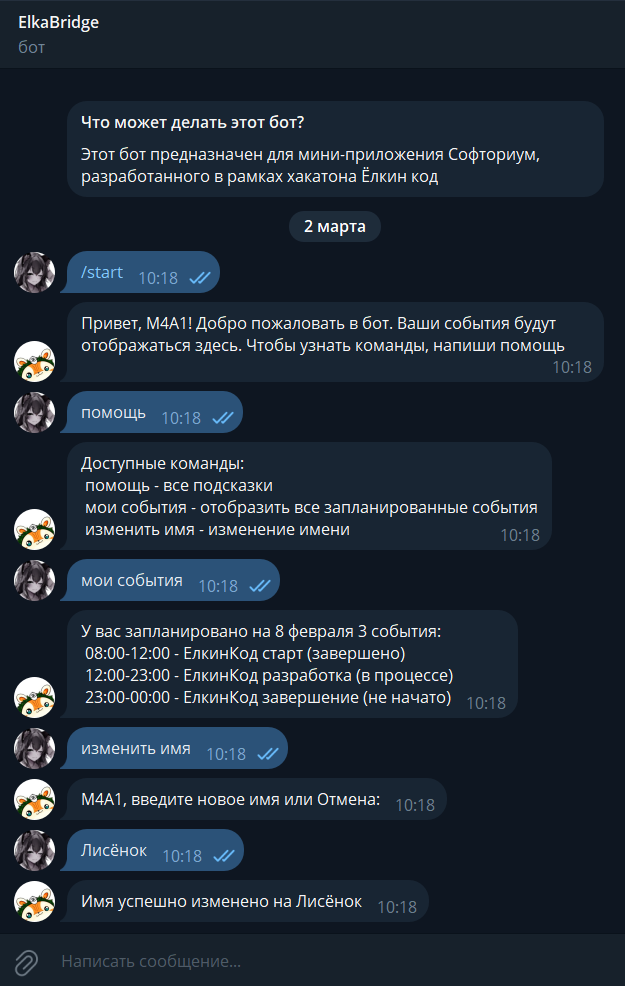 ElkaBridge
бот
Что может делать этот бот?
Этот бот предназначен для мини-приложения Софториум,
разработанного в рамках хакатона Ёлкин код
2 марта
/start 10:18
Привет, M4A1! Добро пожаловать в бот. Ваши события будут
отображаться здесь. Чтобы узнать команды, напиши помощь
10:18
помощь 10:18
Доступные команды:
помощь - все подсказки
мои события - отобразить все запланированные события
изменить имя - изменение имени 10:18
мои события 10:18
У вас запланировано на 8 февраля 3 события:
08:00-12:00 - ЕлкинКод старт (завершено)
12:00-23:00 - ЕлкинКод разработка (в процессе)
23:00-00:00 - ЕлкинКод завершение (не начато) 10:18
изменить имя 10:18
M4A1, введите новое имя или Отмена: 10:18
Лисёнок 10:18
Имя успешно изменено на Лисёнок 10:18
Написать сообщение...